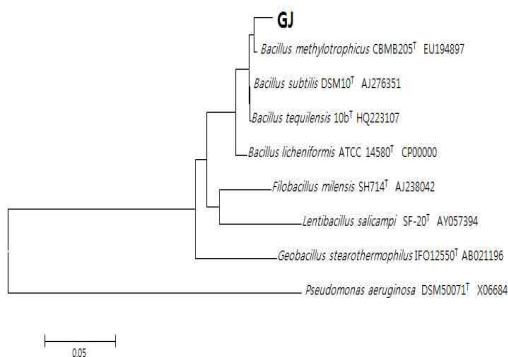 GJ
Bacillus methylotrophicus CBMB205ᵀ EU194897
Bacillus subtilis DSM10ᵀ AJ276351
Bacillus tequilensis 10bᵀ HQ223107
Bacillus licheniformis ATCC 14580ᵀ CP00000
Filobacillus milensis SH714ᵀ AJ238042
Lentibacillus salicampi SF-20ᵀ AY057394
Geobacillus stearothermophilus IFO12550ᵀ AB021196
Pseudomonas aeruginosa DSM50071ᵀ X06684
0.05